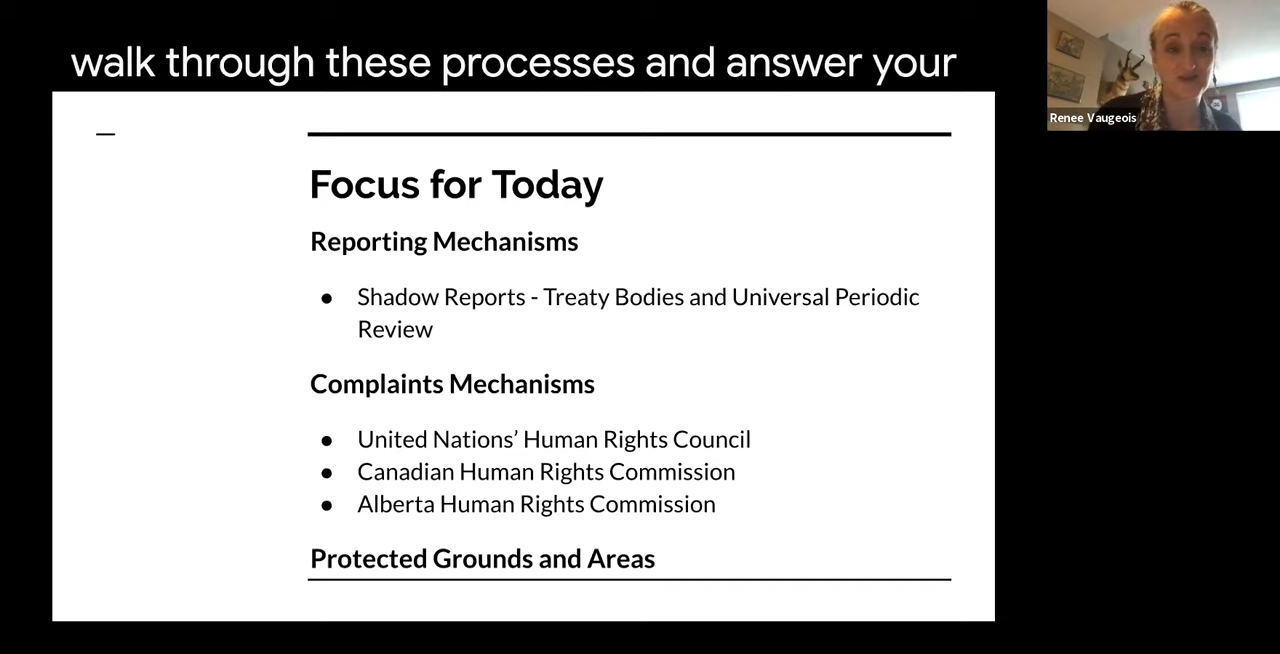 walk through these processes and answer your
Renee Vaugeois
Focus for Today
Reporting Mechanisms
● Shadow Reports - Treaty Bodies and Universal Periodic
Review
Complaints Mechanisms
● United Nations’ Human Rights Council
● Canadian Human Rights Commission
● Alberta Human Rights Commission
Protected Grounds and Areas